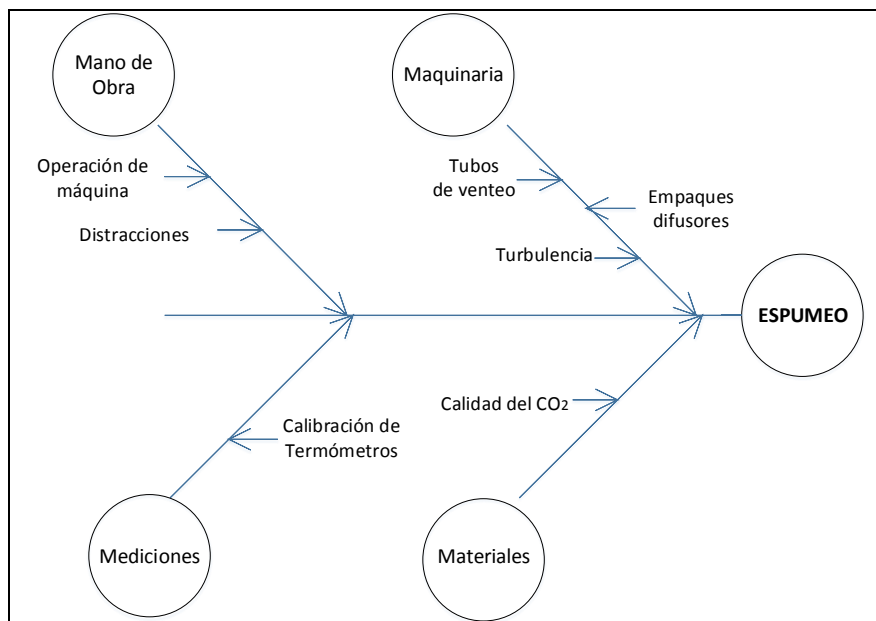 Mano de
Obra
Maquinaria
Operación de
máquina
Tubos
de venteo
Empaques
difusores
Distracciones
Turbulencia
ESPUMEO
Calidad del CO₂
Calibración de
Termómetros
Mediciones
Materiales